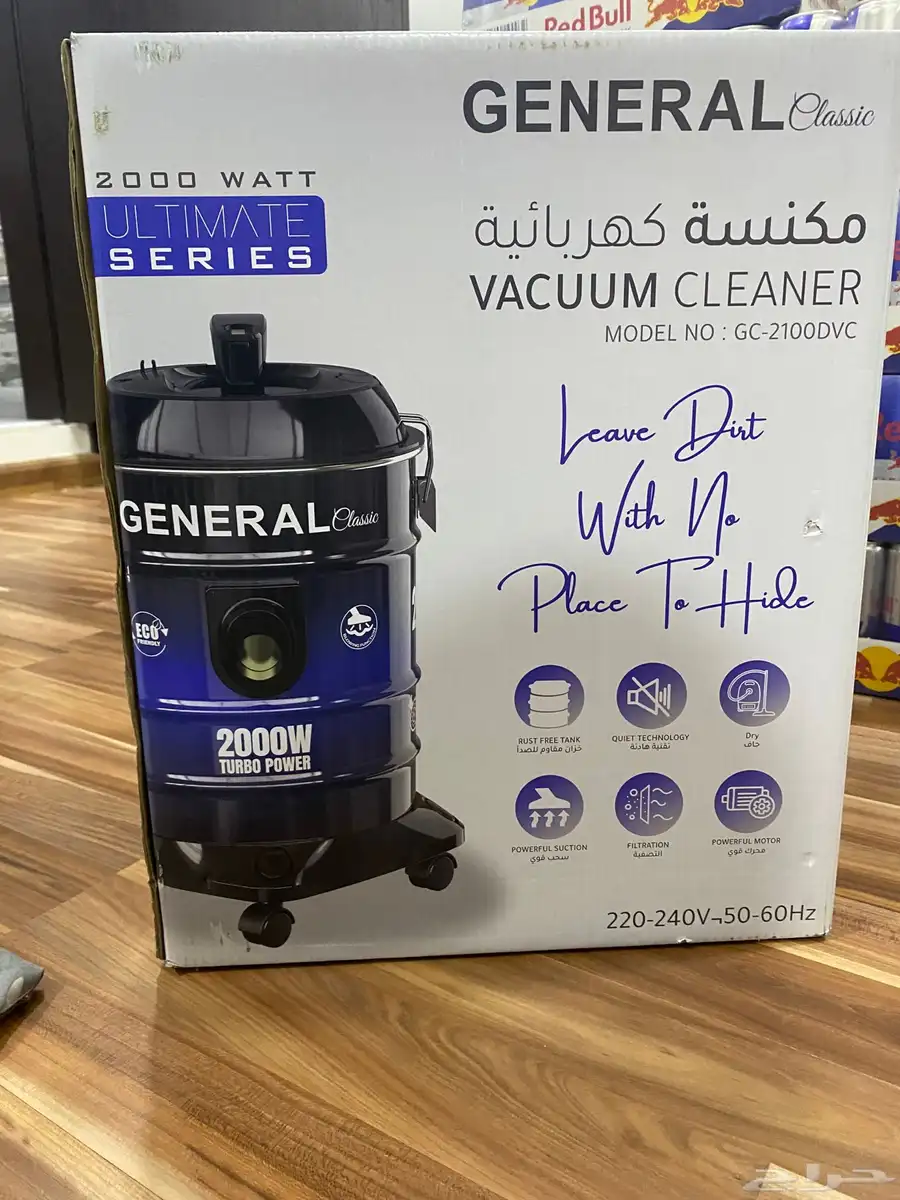 Red Bull
GENERAL Classic
2000 WATT
ULTIMATE
SERIES
مكنسة كهربائية
VACUUM CLEANER
MODEL NO : GC-2100DVC
Leave Dirt
With No
Place To Hide
GENERAL Classic
ECO
FRIENDLY
2000W
TURBO POWER
RUST FREE TANK
خزان مقاوم للصدأ
QUIET TECHNOLOGY
تقنية هادئة
Dry
جاف
POWERFUL SUCTION
سحب قوي
FILTRATION
التصفية
POWERFUL MOTOR
محرك قوي
220-240V~50-60Hz
حراج